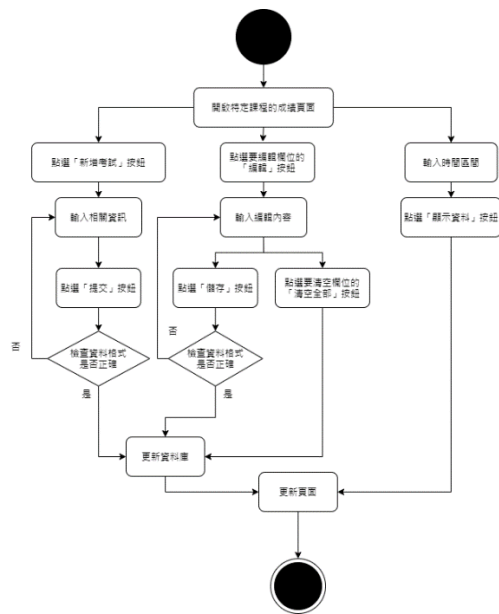 開啟特定課程的成績頁面
點選「新增考試」按鈕
點選要編輯欄位的
「編輯」按鈕
輸入時間區間
輸入相關資訊
輸入編輯內容
點選「顯示資料」按鈕
點選「提交」按鈕
點選「儲存」按鈕
點選要清空欄位的
「清空全部」按鈕
否
否
檢查資料格式
是否正確
檢查資料格式
是否正確
是
是
更新資料庫
更新頁面